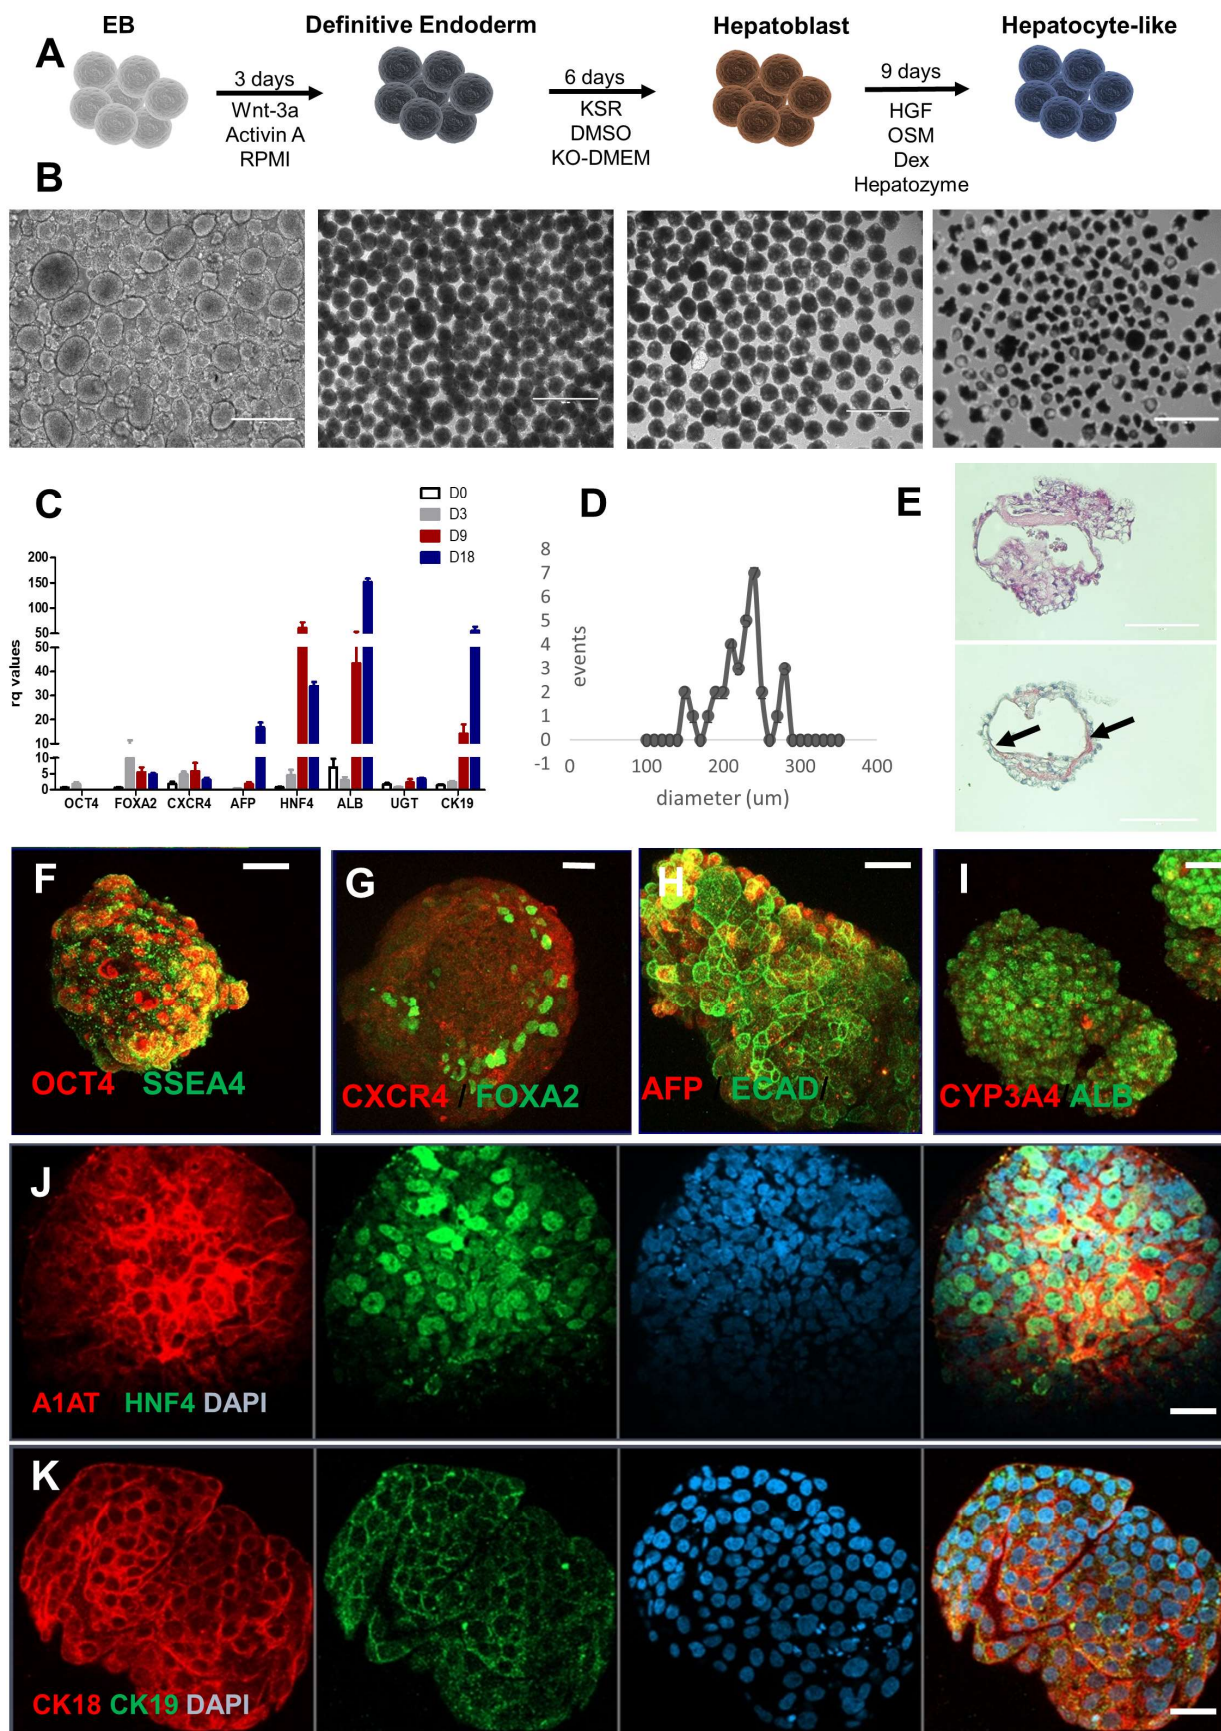 EB
Definitive Endoderm
Hepatoblast
Hepatocyte-like
A
3 days
Wnt-3a
Activin A
RPMI
6 days
KSR
DMSO
KO-DMEM
9 days
HGF
OSM
Dex
Hepatozyme
B
C
D0
D3
D9
D18
rq values
200
150
100
50
50
40
30
20
10
10
5
0
OCT4 FOXA2 CXCR4 AFP HNF4 ALB UGT CK19
D
events
8
7
6
5
4
3
2
1
0
-1
0 100 200 300 400
diameter (um)
E
F
OCT4 SSEA4
G
CXCR4 / FOXA2
H
AFP / ECAD/
I
CYP3A4/ALB
J
A1AT HNF4 DAPI
K
CK18 CK19 DAPI